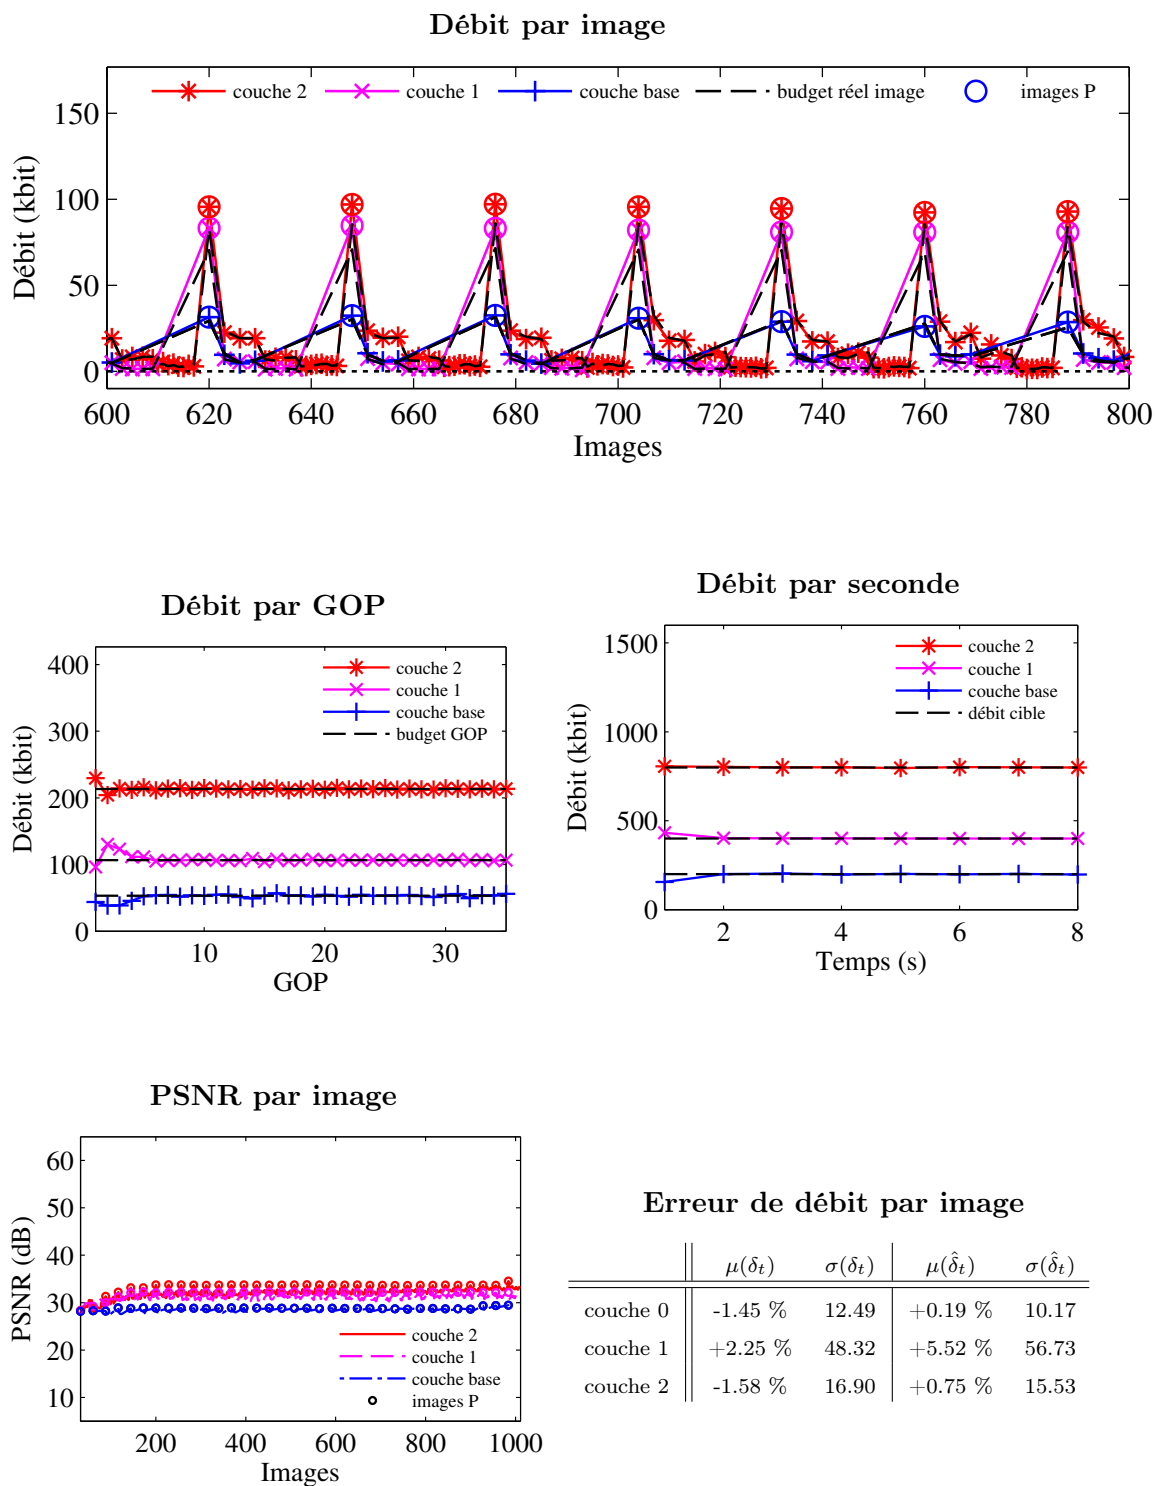 Débit par image
couche 2 couche 1 couche base budget réel image images P
150
100
50
0
Débit (kbit)
600 620 640 660 680 700 720 740 760 780 800
Images
Débit par GOP
couche 2
couche 1
couche base
budget GOP
400
300
200
100
0
Débit (kbit)
10 20 30
GOP
Débit par seconde
couche 2
couche 1
couche base
débit cible
1500
1000
500
0
Débit (kbit)
2 4 6 8
Temps (s)
PSNR par image
60
50
40
30
20
10
PSNR (dB)
couche 2
couche 1
couche base
images P
200 400 600 800 1000
Images
Erreur de débit par image
μ(δₜ) σ(δₜ) μ(δ̂ₜ) σ(δ̂ₜ)
couche 0 -1.45 % 12.49 +0.19 % 10.17
couche 1 +2.25 % 48.32 +5.52 % 56.73
couche 2 -1.58 % 16.90 +0.75 % 15.53